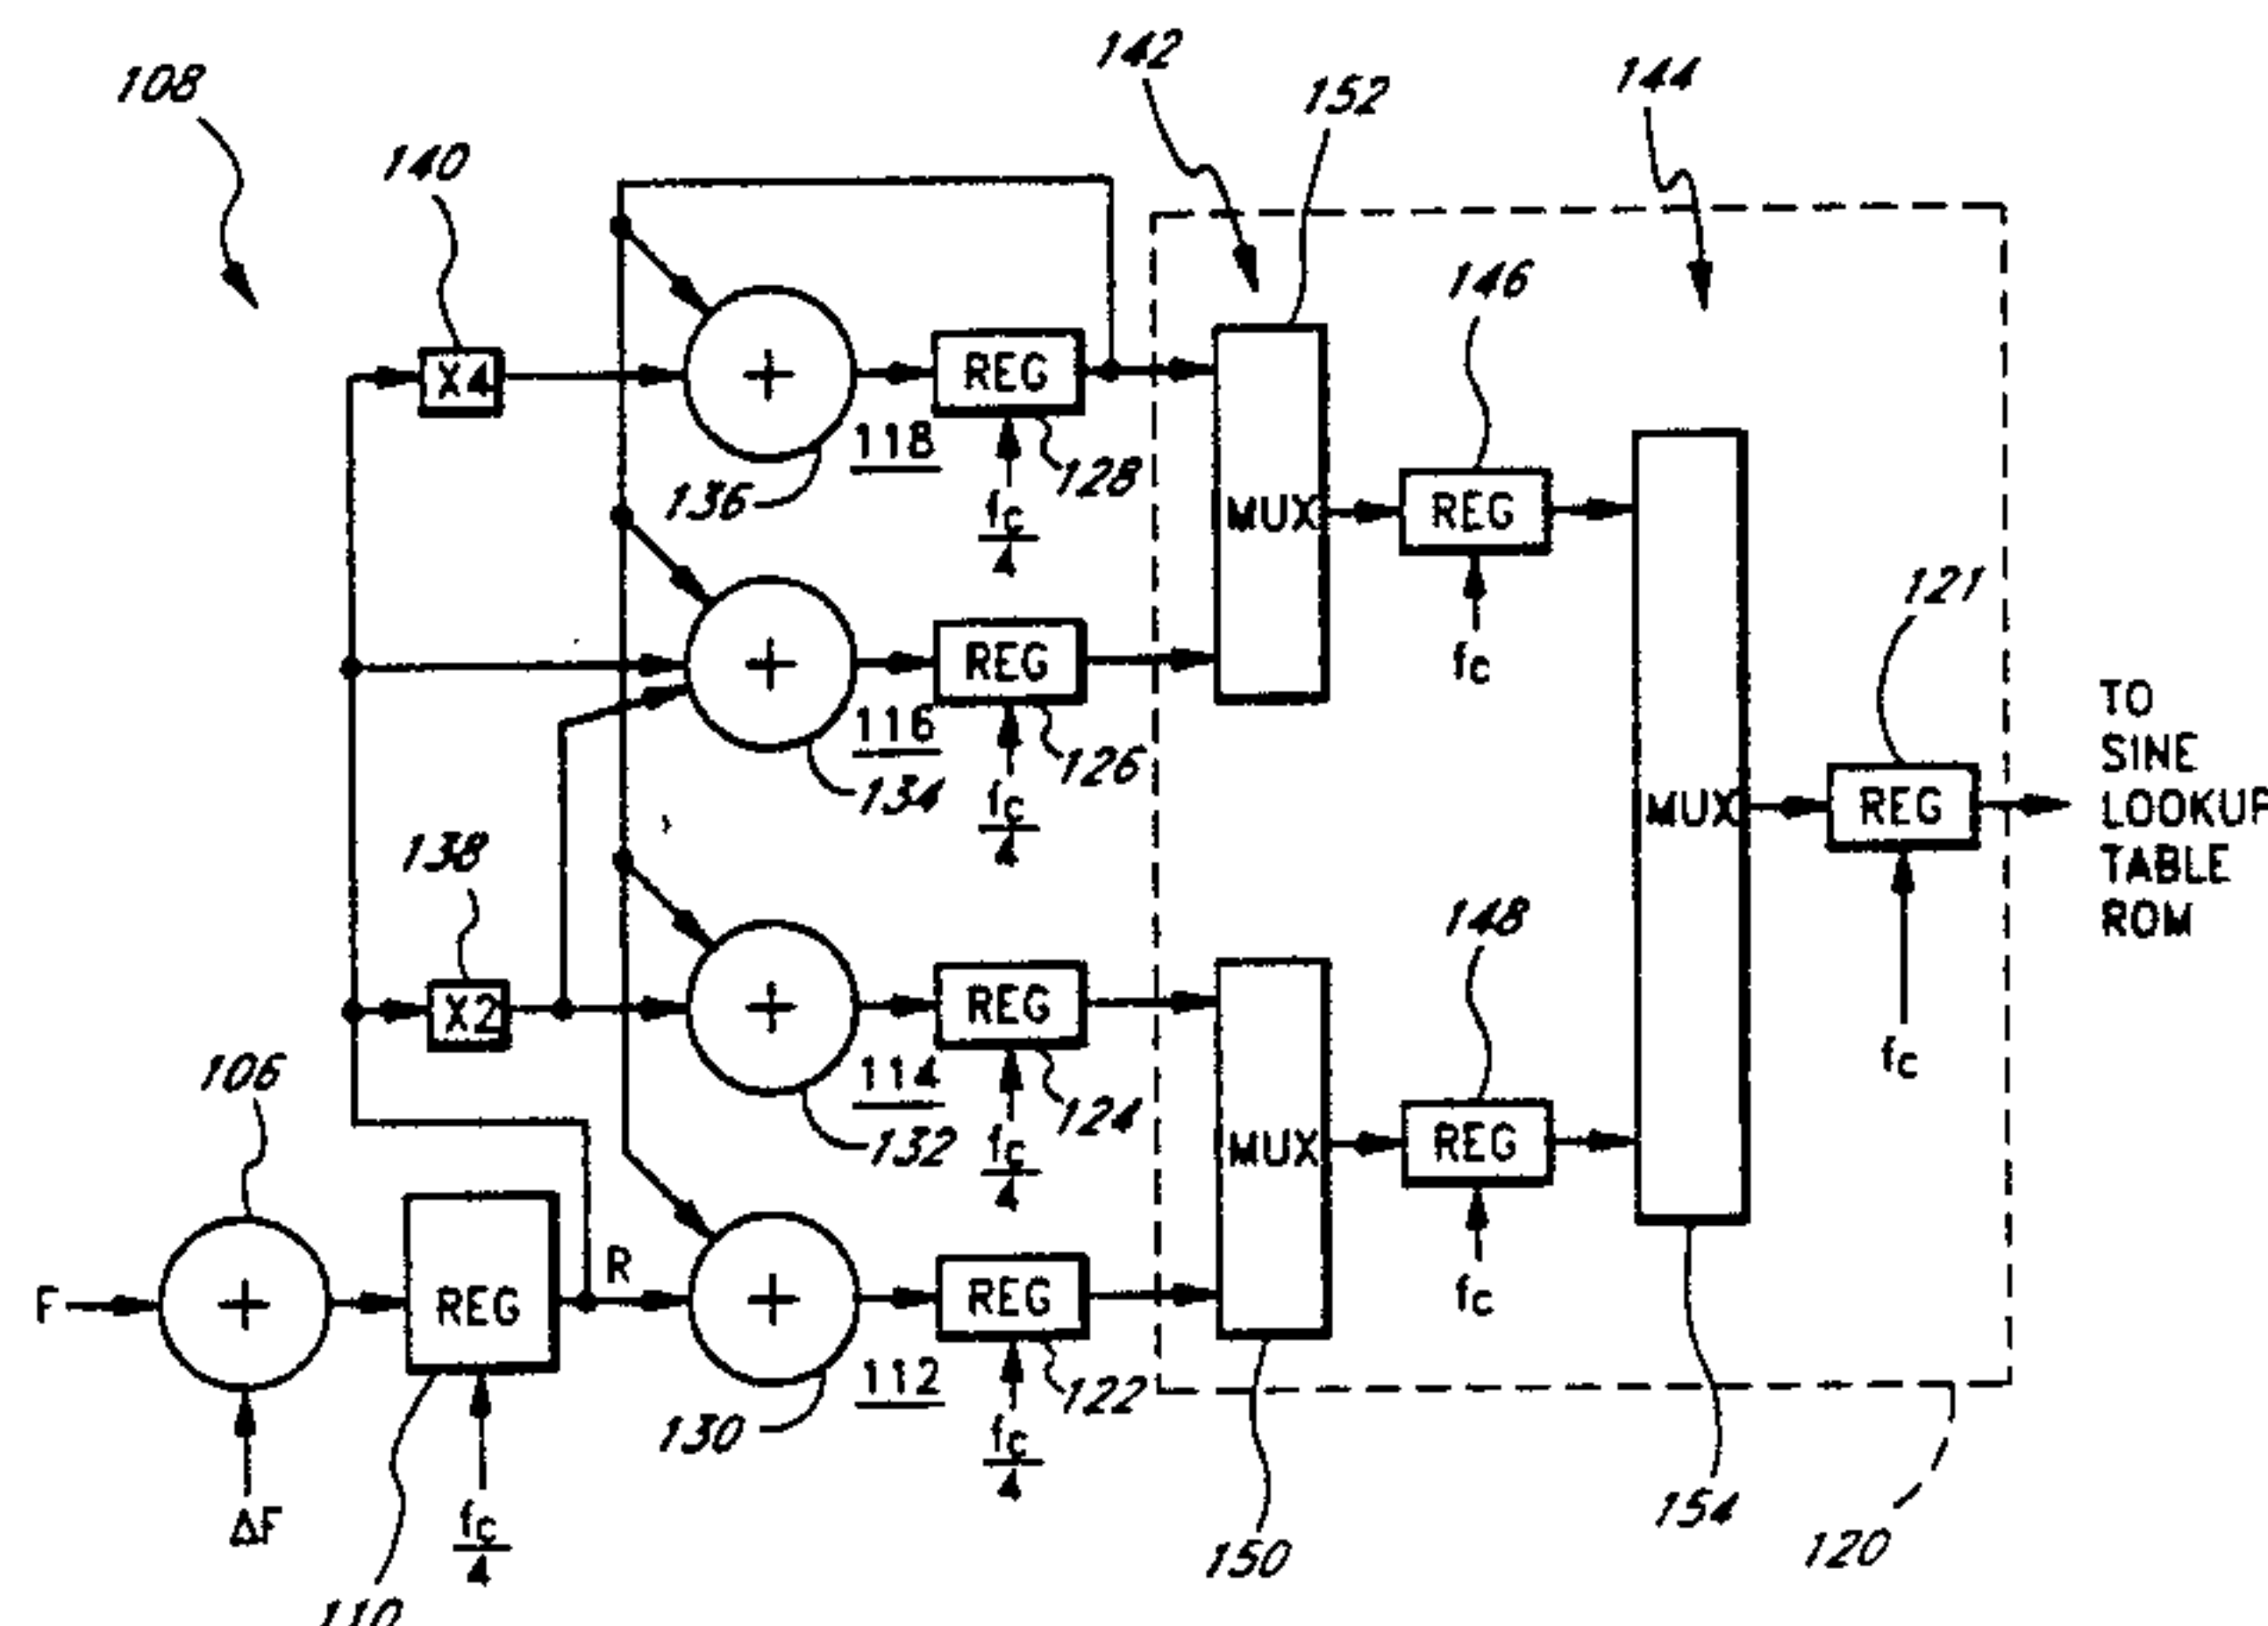 108
140
142
152
144
X4
+
118
REG
128
136
fc
4
MUX
146
REG
fc
+
116
REG
126
134
fc
4
121
REG
fc
MUX
TO
SINE
LOOKUP
TABLE
ROM
138
X2
+
114
REG
124
132
fc
4
MUX
148
REG
fc
106
F
+
ΔF
REG
R
fc
4
110
+
112
REG
122
130
fc
4
150
154
120